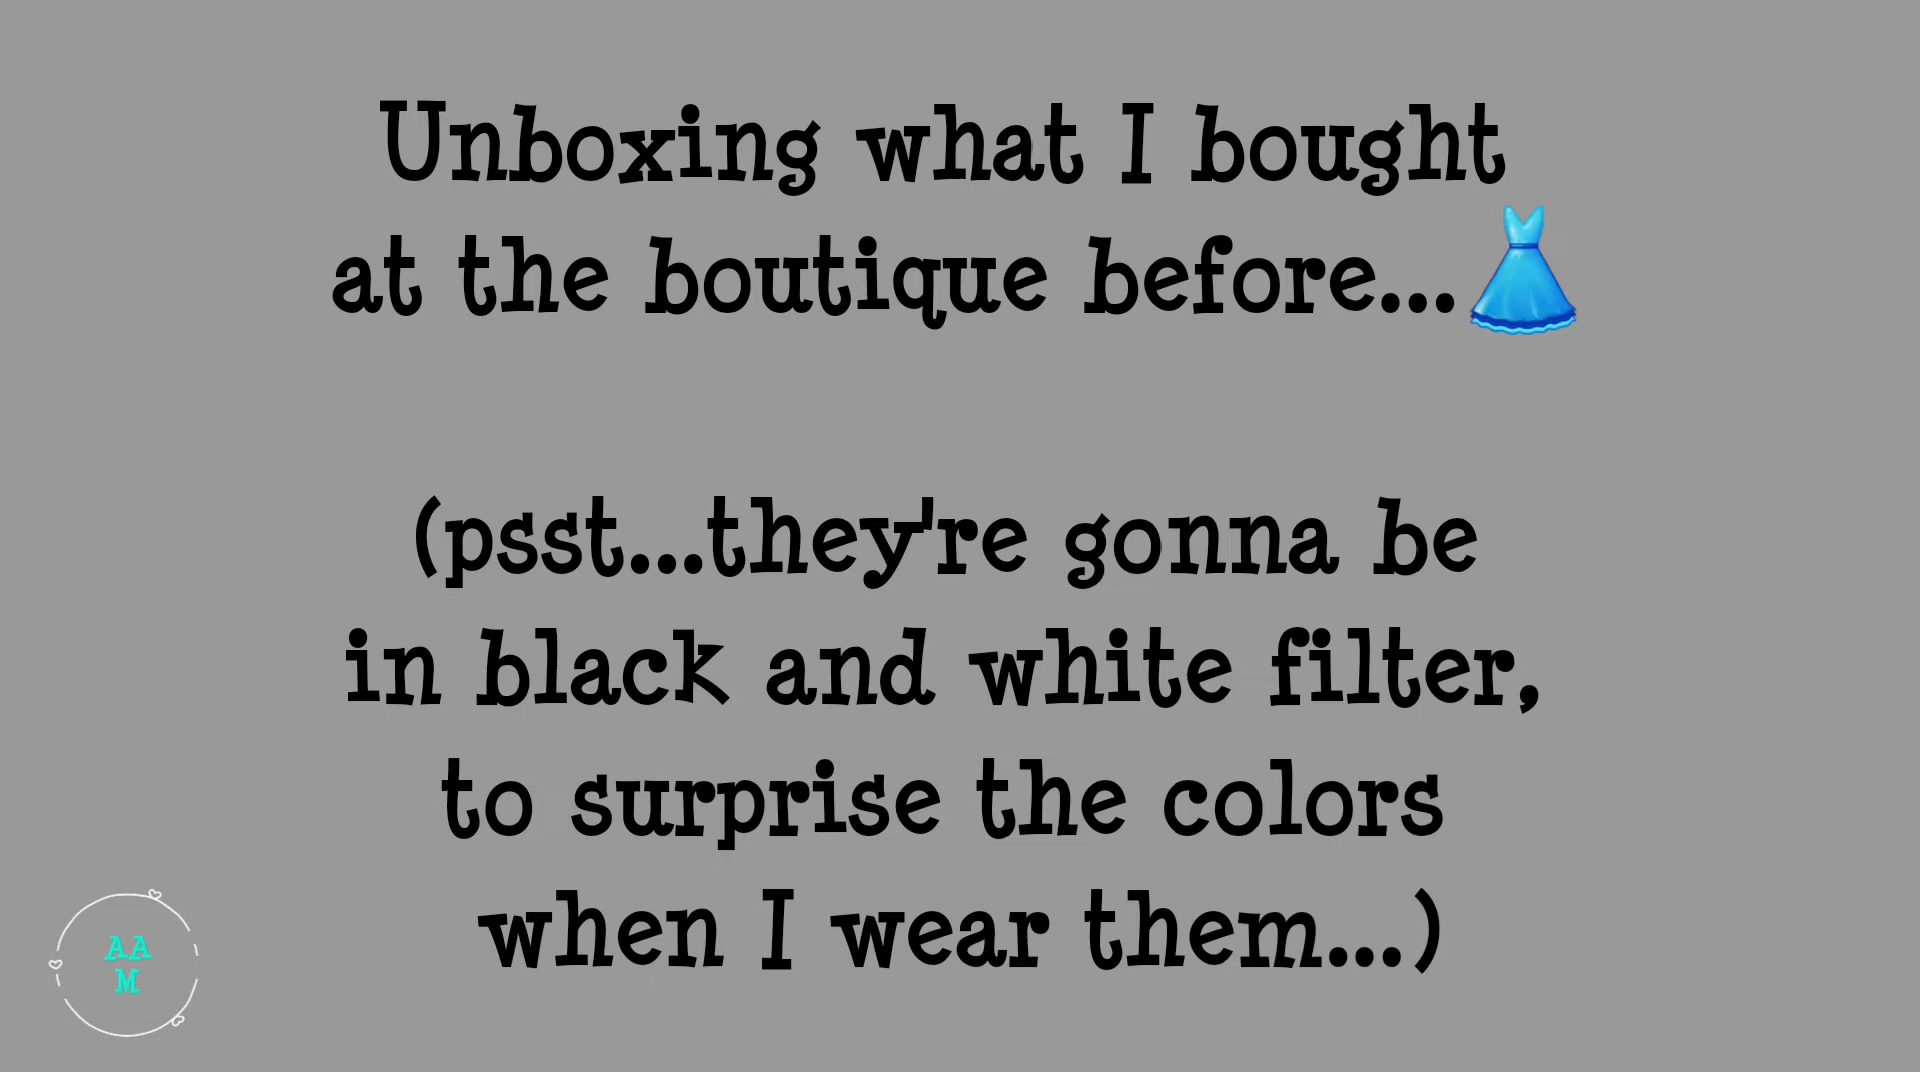 Unboxing what I bought
at the boutique before...👗
(psst...they're gonna be
in black and white filter,
to surprise the colors
when I wear them...)
AA
M